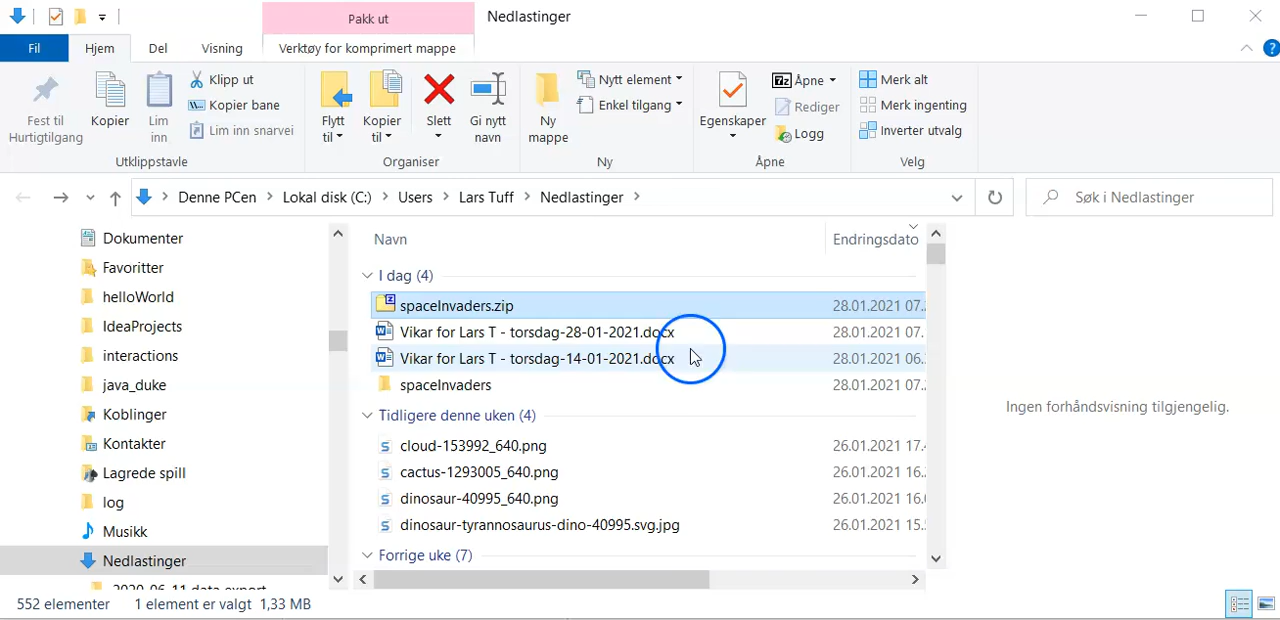 Pakk ut
Nedlastinger
Fil
Hjem
Del
Visning
Verktøy for komprimert mappe
?
Fest til Hurtigtilgang
Kopier
Lim inn
Klipp ut
Kopier bane
Lim inn snarvei
Utklippstavle
Flytt til
Kopier til
Slett
Gi nytt navn
Organiser
Ny mappe
Nytt element
Enkel tilgang
Ny
Egenskaper
Åpne
Rediger
Logg
Åpne
Merk alt
Merk ingenting
Inverter utvalg
Velg
Denne PCen
Lokal disk (C:)
Users
Lars Tuff
Nedlastinger
Søk i Nedlastinger
Dokumenter
Favoritter
helloWorld
IdeaProjects
interactions
java_duke
Koblinger
Kontakter
Lagrede spill
log
Musikk
Nedlastinger
Navn
Endringsdato
I dag (4)
spaceInvaders.zip 28.01.2021
Vikar for Lars T - torsdag-28-01-2021.docx 28.01.2021
Vikar for Lars T - torsdag-14-01-2021.docx 28.01.2021
spaceInvaders 28.01.2021
Tidligere denne uken (4)
cloud-153992_640.png 26.01.2021
cactus-1293005_640.png 26.01.2021
dinosaur-40995_640.png 26.01.2021
dinosaur-tyrannosaurus-dino-40995.svg.jpg 26.01.2021
Forrige uke (7)
Ingen forhåndsvisning tilgjengelig.
552 elementer
1 element er valgt 1,33 MB